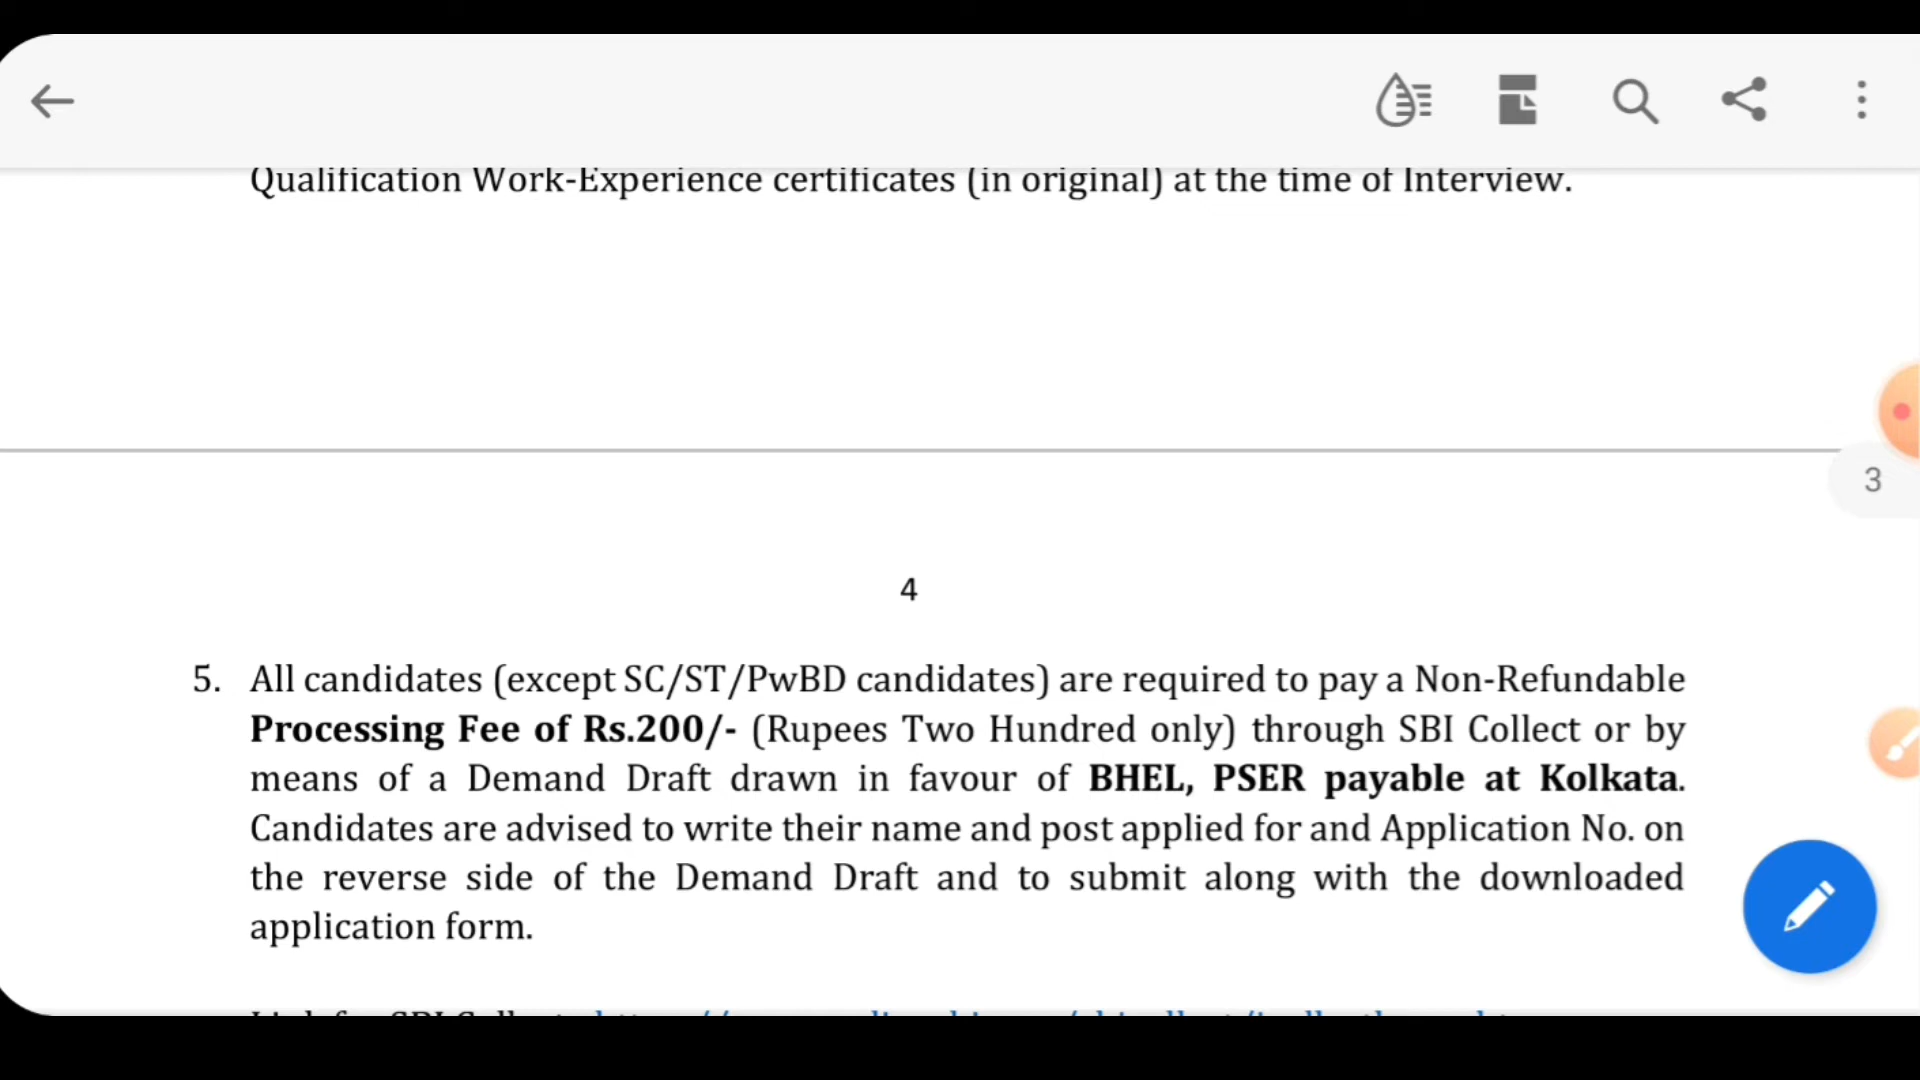 Qualification Work-Experience certificates (in original) at the time of Interview.
3
4
5. All candidates (except SC/ST/PwBD candidates) are required to pay a Non-Refundable
Processing Fee of Rs.200/- (Rupees Two Hundred only) through SBI Collect or by
means of a Demand Draft drawn in favour of BHEL, PSER payable at Kolkata.
Candidates are advised to write their name and post applied for and Application No. on
the reverse side of the Demand Draft and to submit along with the downloaded
application form.